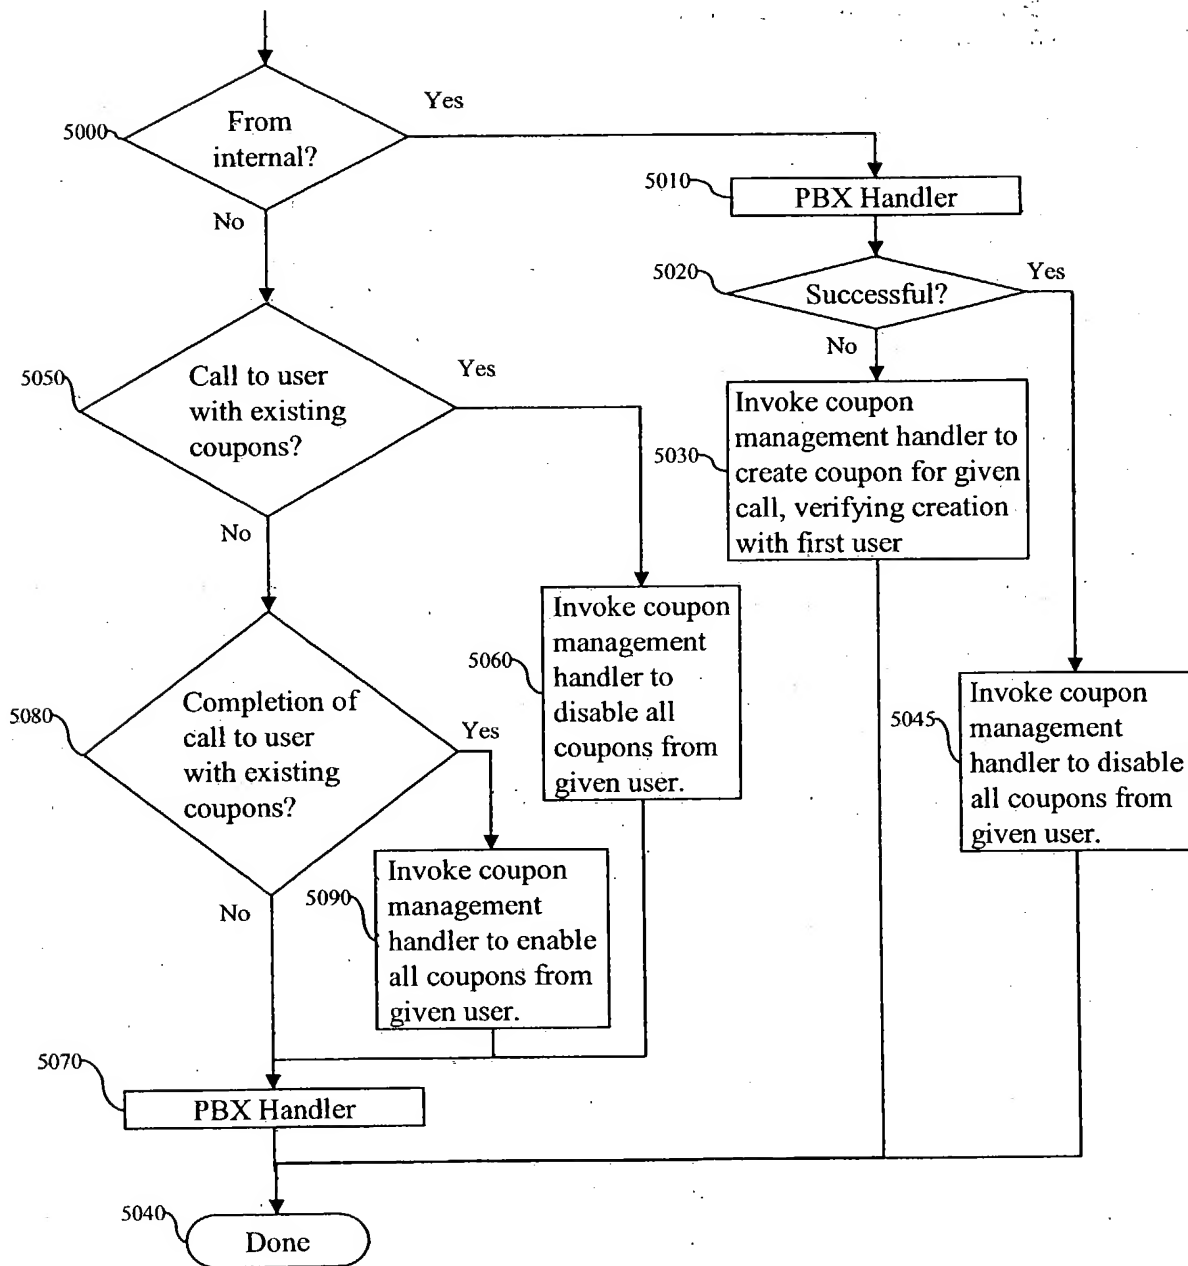 Yes
5000
From
internal?
No
5010
PBX Handler
5020
Successful?
Yes
No
5050
Call to user
with existing
coupons?
Yes
No
5030
Invoke coupon
management handler to
create coupon for given
call, verifying creation
with first user
5060
Invoke coupon
management
handler to
disable all
coupons from
given user.
5045
Invoke coupon
management
handler to disable
all coupons from
given user.
5080
Completion of
call to user
with existing
coupons?
Yes
No
5090
Invoke coupon
management
handler to enable
all coupons from
given user.
5070
PBX Handler
5040
Done